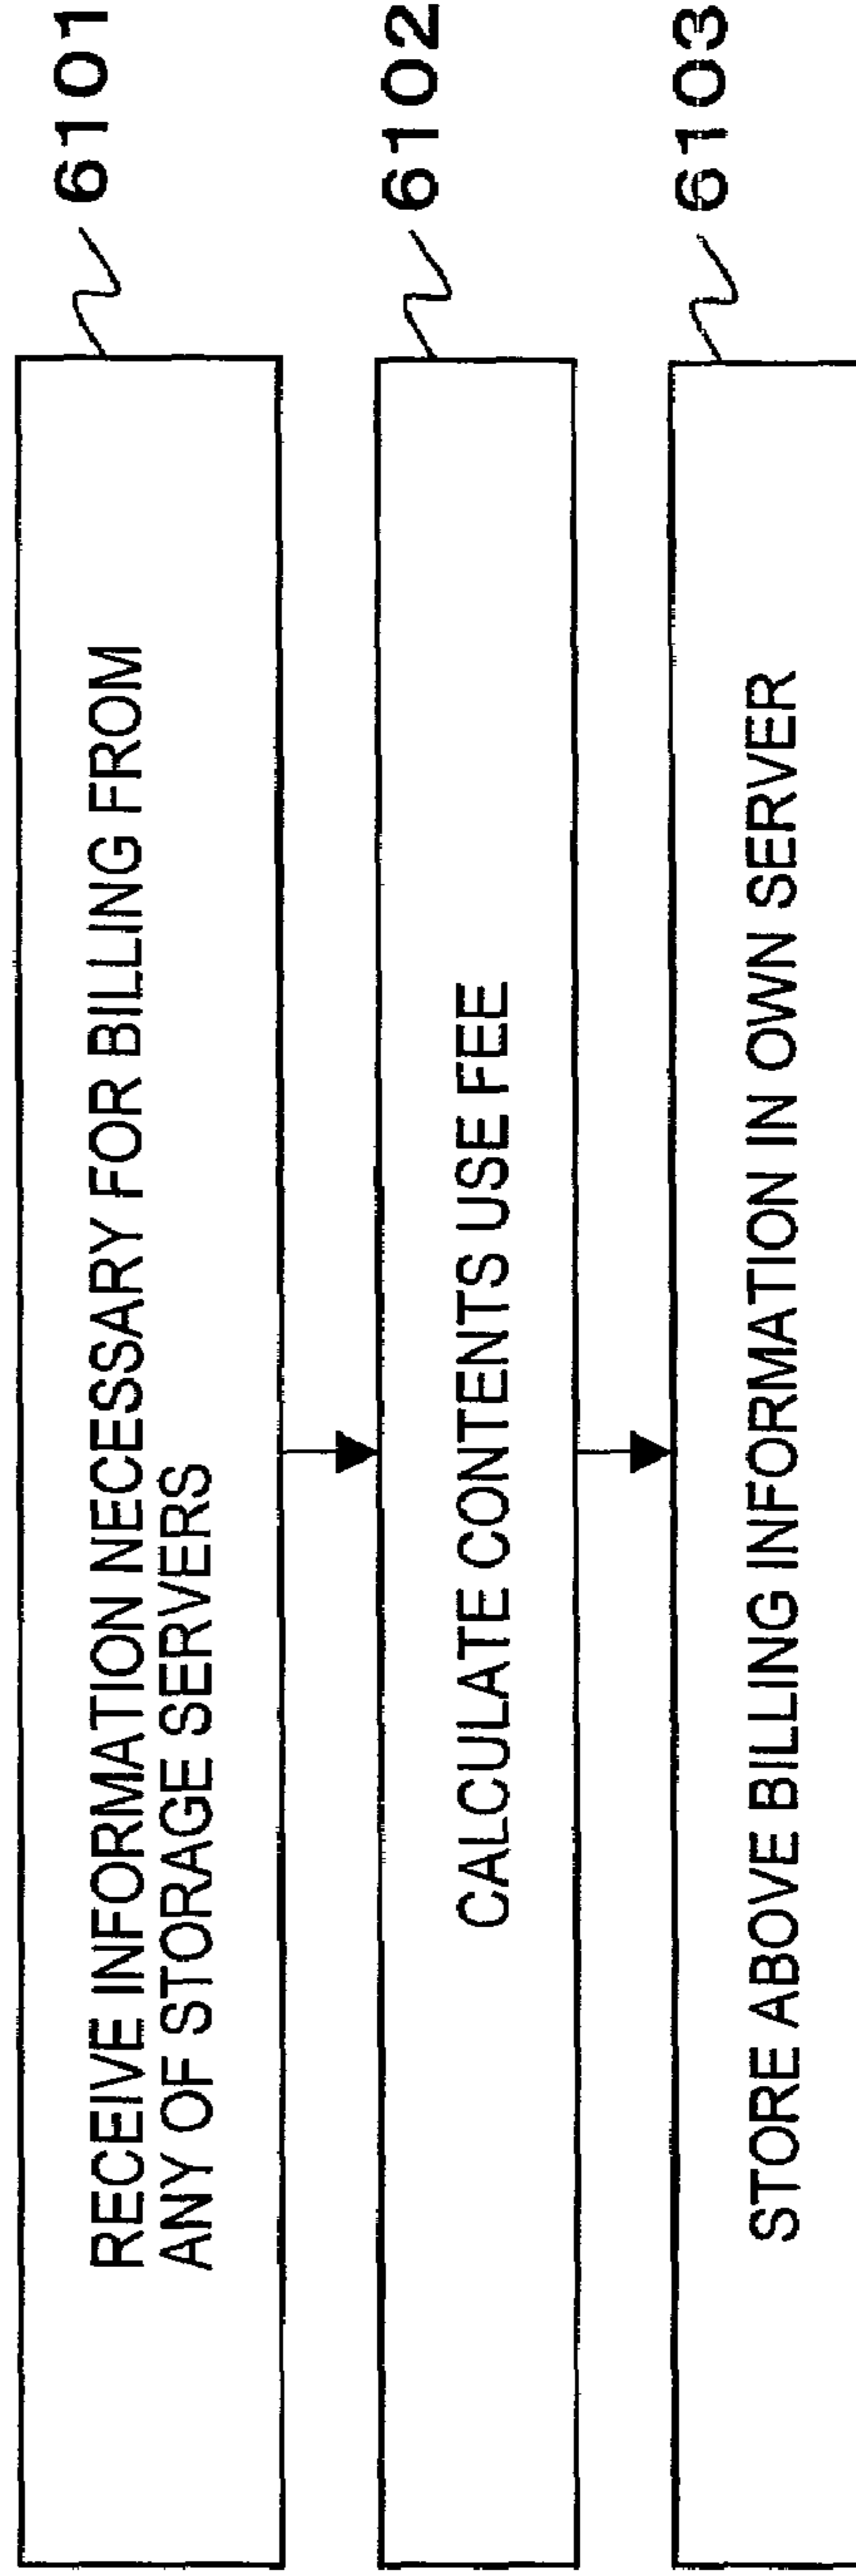 RECEIVE INFORMATION NECESSARY FOR BILLING FROM
ANY OF STORAGE SERVERS
6101
CALCULATE CONTENTS USE FEE
6102
STORE ABOVE BILLING INFORMATION IN OWN SERVER
6103